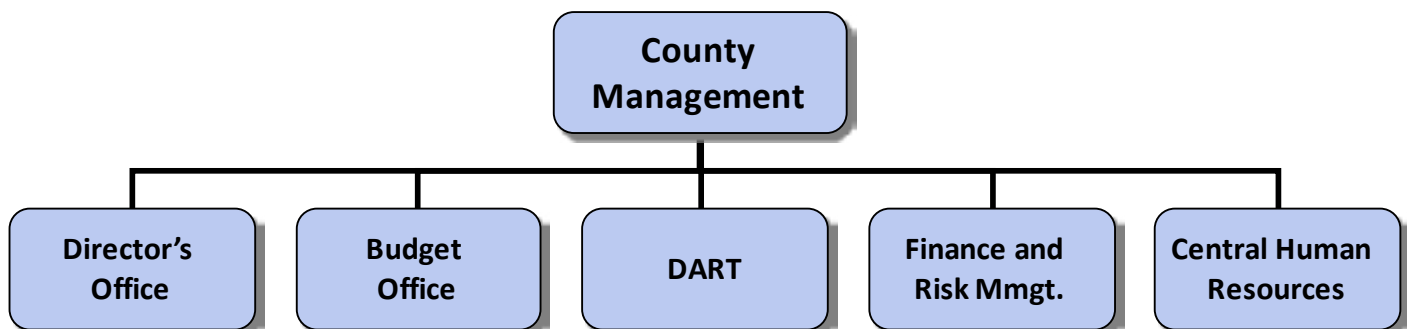 County
Management
Director’s
Office
Budget
Office
DART
Finance and
Risk Mmgt.
Central Human
Resources